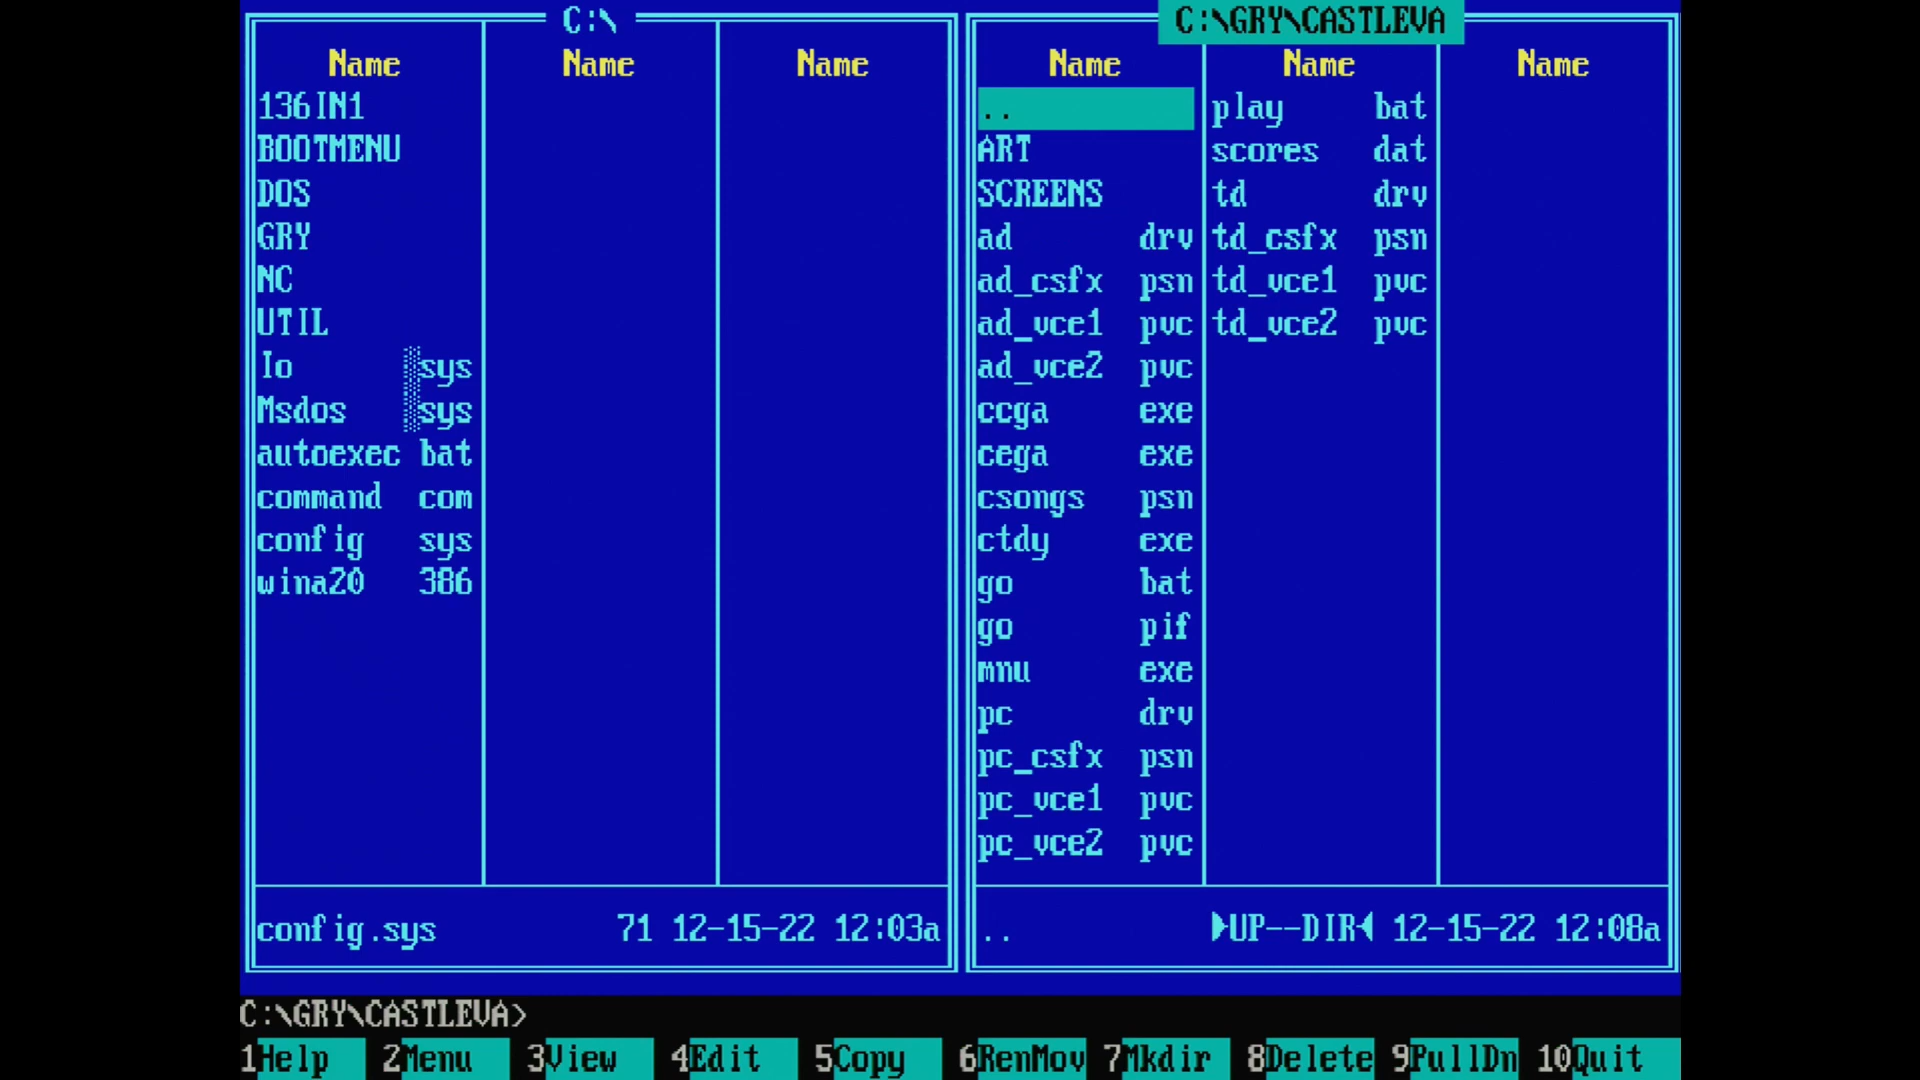 C:\
Name Name Name
136IN1
BOOTMENU
DOS
GRY
NC
UTIL
Io ░sys
Msdos ░sys
autoexec bat
command com
config sys
wina20 386
config.sys 71 12-15-22 12:03a
C:\GRY\CASTLEVA
Name Name Name
..
ART
SCREENS
ad drv
ad_csfx psn
ad_vce1 pvc
ad_vce2 pvc
ccga exe
cega exe
csongs psn
ctdy exe
go bat
go pif
mnu exe
pc drv
pc_csfx psn
pc_vce1 pvc
pc_vce2 pvc
play bat
scores dat
td drv
td_csfx psn
td_vce1 pvc
td_vce2 pvc
.. ►UP--DIR◄ 12-15-22 12:08a
C:\GRY\CASTLEVA>
1Help 2Menu 3View 4Edit 5Copy 6RenMov 7Mkdir 8Delete 9PullDn 10Quit